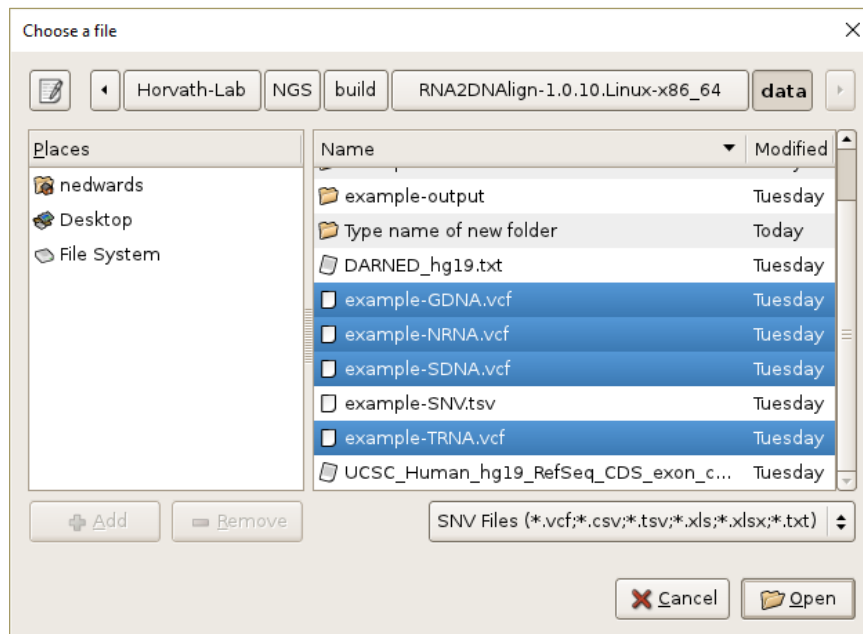 Choose a file
Horvath-Lab NGS build RNA2DNAlign-1.0.10.Linux-x86_64 data
Places
nedwards
Desktop
File System
Name Modified
example-output Tuesday
Type name of new folder Today
DARNED_hg19.txt Tuesday
example-GDNA.vcf Tuesday
example-NRNA.vcf Tuesday
example-SDNA.vcf Tuesday
example-SNV.tsv Tuesday
example-TRNA.vcf Tuesday
UCSC_Human_hg19_RefSeq_CDS_exon_c... Tuesday
Add Remove
SNV Files (*.vcf;*.csv;*.tsv;*.xls;*.xlsx;*.txt)
Cancel Open